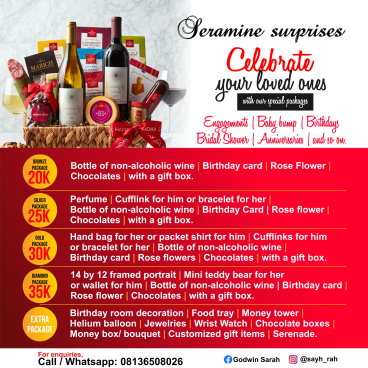 Seramine surprises
Celebrate
your loved ones
with our special packages
Engagements | Baby bump | Birthdays
Bridal Shower | Anniversaries | and so on
BRONZE
PACKAGE
20K
Bottle of non-alcoholic wine | Birthday card | Rose Flower |
Chocolates | with a gift box.
SILVER
PACKAGE
25K
Perfume | Cufflink for him or bracelet for her |
Bottle of non-alcoholic wine | Birthday Card | Rose flower |
Chocolates | with a gift box.
GOLD
PACKAGE
30K
Hand bag for her or packet shirt for him | Cufflinks for him
or bracelet for her | Bottle of non-alcoholic wine |
Birthday card | Rose flowers | Chocolates | with a gift box.
DIAMOND
PACKAGE
35K
14 by 12 framed portrait | Mini teddy bear for her
or wallet for him | Bottle of non-alcoholic wine | Birthday card |
Rose flower | Chocolates | with a gift box.
EXTRA
PACKAGE
Birthday room decoration | Food tray | Money tower |
Helium balloon | Jewelries | Wrist Watch | Chocolate boxes |
Money box/ bouquet | Customized gift items | Serenade.
For enquiries,
Call / Whatsapp: 08136508026
Godwin Sarah
@sayh_rah